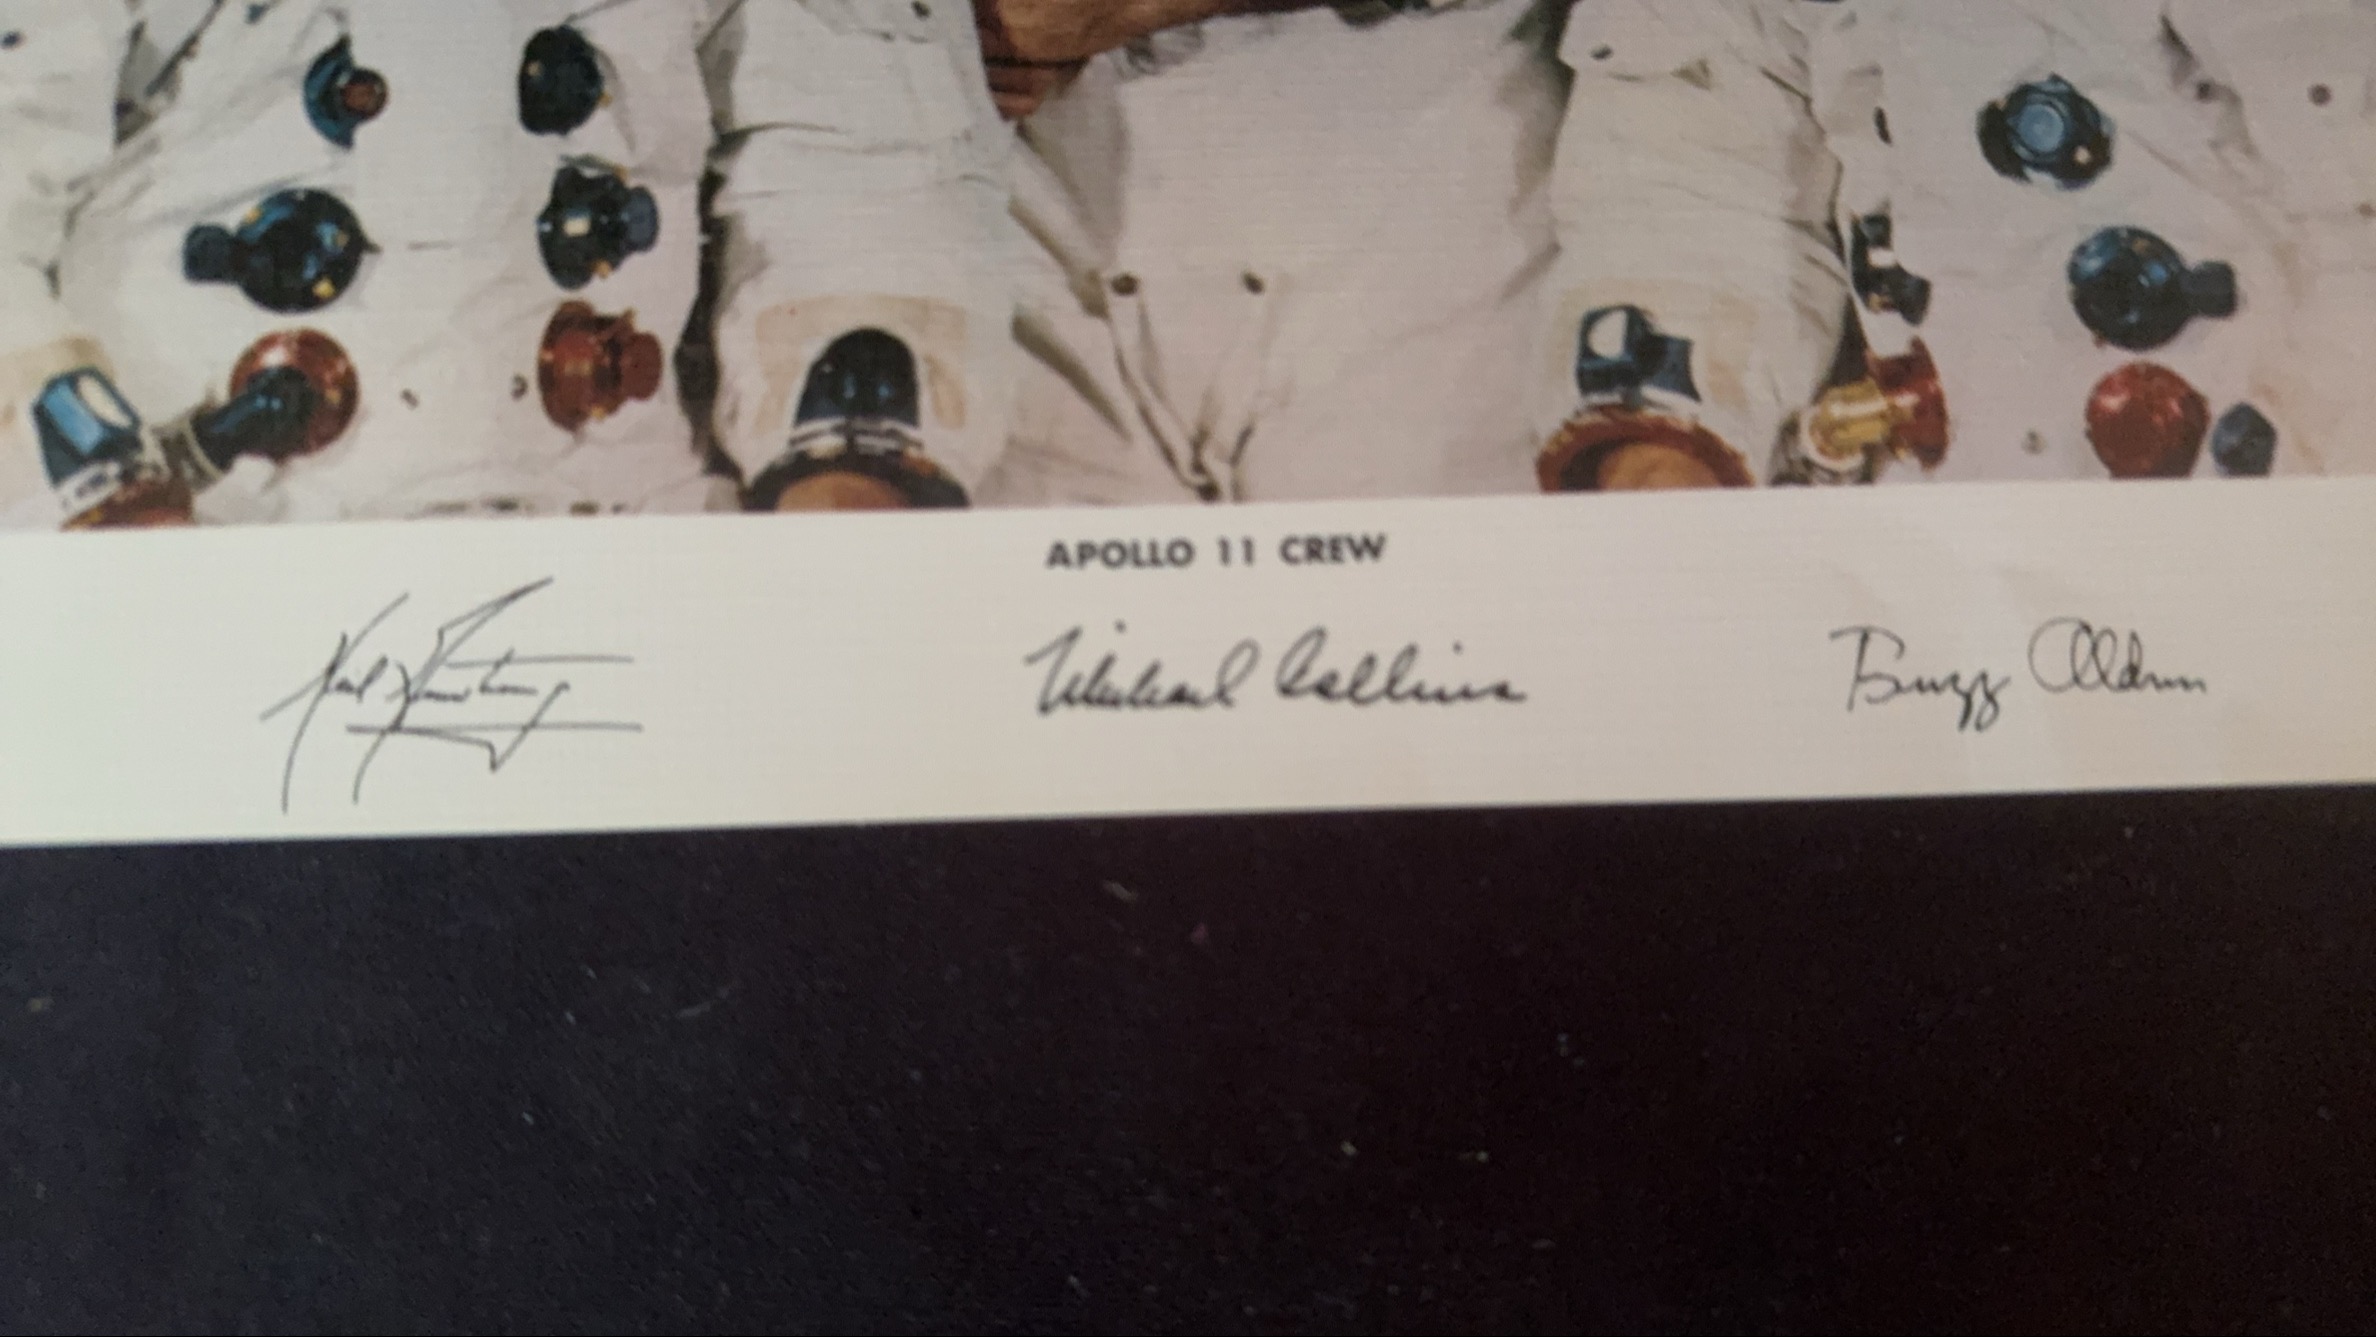 APOLLO 11 CREW
Neil Armstrong Michael Collins Buzz Aldrin